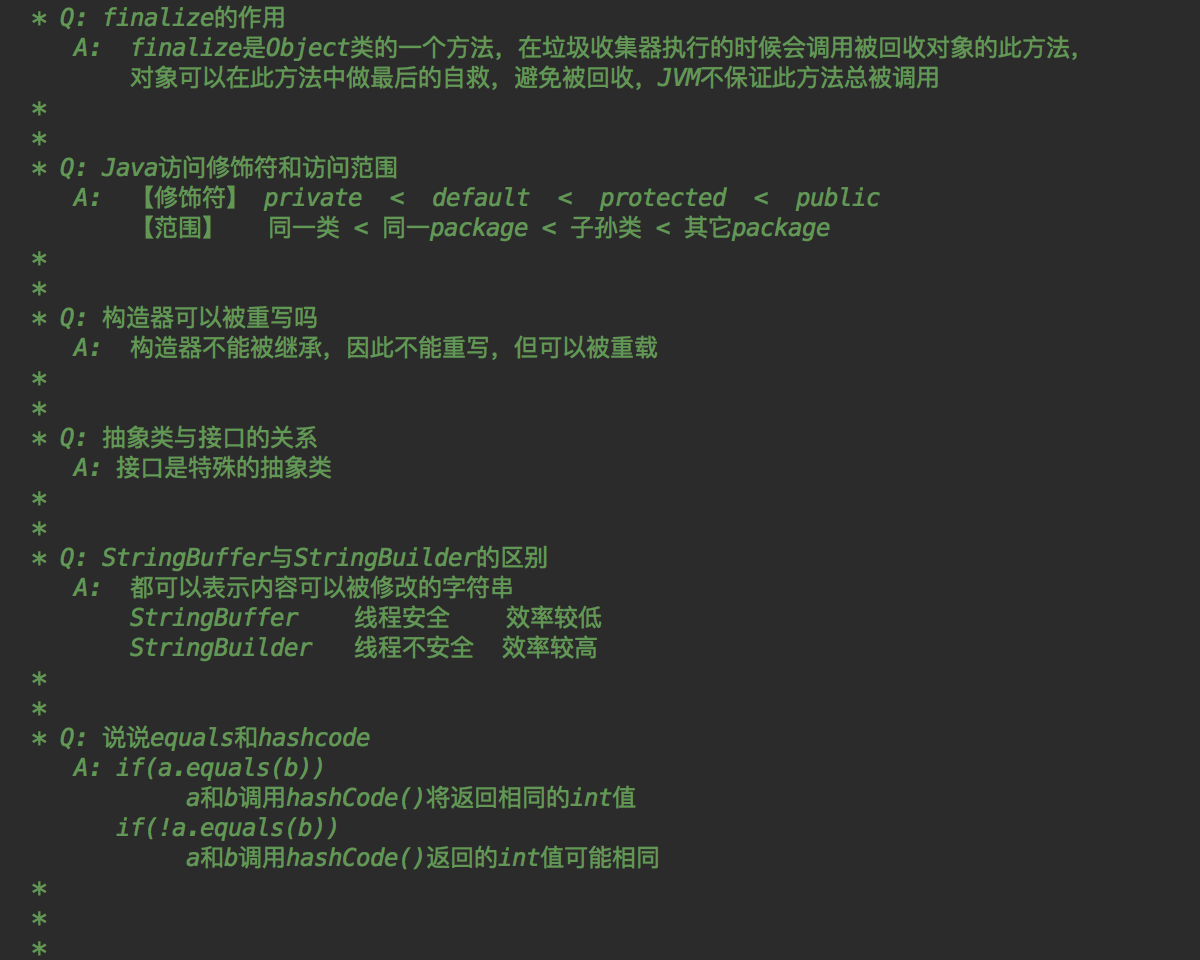 * Q: finalize的作用
A: finalize是Object类的一个方法，在垃圾收集器执行的时候会调用被回收对象的此方法，
对象可以在此方法中做最后的自救，避免被回收，JVM不保证此方法总被调用
*
*
* Q: Java访问修饰符和访问范围
A: 【修饰符】 private < default < protected < public
【范围】 同一类 < 同一package < 子孙类 < 其它package
*
*
* Q: 构造器可以被重写吗
A: 构造器不能被继承，因此不能重写，但可以被重载
*
*
* Q: 抽象类与接口的关系
A: 接口是特殊的抽象类
*
*
* Q: StringBuffer与StringBuilder的区别
A: 都可以表示内容可以被修改的字符串
StringBuffer 线程安全 效率较低
StringBuilder 线程不安全 效率较高
*
*
* Q: 说说equals和hashcode
A: if(a.equals(b))
a和b调用hashCode()将返回相同的int值
if(!a.equals(b))
a和b调用hashCode()返回的int值可能相同
*
*
*